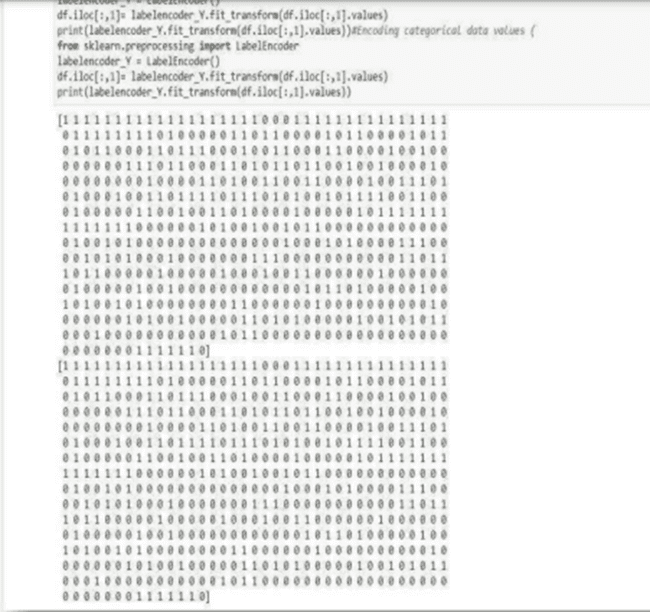 labelencoder_Y = LabelEncoder()
df.iloc[:,1]= labelencoder_Y.fit_transform(df.iloc[:,1].values)
print(labelencoder_Y.fit_transform(df.iloc[:,1].values))#Encoding categorical data values (
from sklearn.preprocessing import LabelEncoder
labelencoder_Y = LabelEncoder()
df.iloc[:,1]= labelencoder_Y.fit_transform(df.iloc[:,1].values)
print(labelencoder_Y.fit_transform(df.iloc[:,1].values))
[1 1 1 1 1 1 1 1 1 1 1 1 1 1 1 1 1 1 1 0 0 0 1 1 1 1 1 1 1 1 1 1 1 1 1 1 1
0 1 1 1 1 1 1 1 1 0 1 0 0 0 0 0 1 1 0 1 1 0 0 0 0 1 0 1 1 0 0 0 0 1 0 1 1
0 1 0 1 1 0 0 0 1 1 0 1 1 1 0 0 0 1 0 0 1 1 0 0 0 1 1 0 0 0 0 1 0 0 1 0 0
0 0 0 0 0 0 1 1 1 0 1 1 0 0 0 1 1 0 1 0 1 1 0 1 1 0 0 1 0 0 1 0 0 0 0 1 0
0 0 0 0 0 0 0 0 1 0 0 0 0 1 1 0 1 0 0 1 1 0 0 1 1 0 0 0 0 1 0 0 1 1 1 0 1
0 1 0 0 0 1 0 0 1 1 0 1 1 1 1 0 1 1 1 0 1 0 1 0 0 1 0 1 1 1 1 0 0 1 1 0 0
0 1 0 0 0 0 0 1 1 0 0 1 0 0 1 1 0 1 0 0 0 0 1 0 0 0 0 0 1 0 1 1 1 1 1 1 1
1 1 1 1 1 1 1 0 0 0 0 0 0 1 0 1 0 0 1 0 0 1 0 1 1 0 0 0 0 0 0 0 0 0 0 0 0
0 1 0 0 1 0 1 0 0 0 0 0 0 0 0 0 0 0 0 0 0 1 0 0 0 1 0 1 0 0 0 0 1 1 1 0 0
0 0 1 0 1 0 1 0 0 0 1 0 0 0 0 0 0 0 1 1 1 0 0 0 0 0 0 0 0 0 0 0 1 1 0 1 1
1 0 1 1 0 0 0 0 0 1 0 0 0 0 0 1 0 0 0 1 0 0 1 1 0 0 0 0 0 0 1 0 0 0 0 0 0
0 1 0 0 0 0 0 1 0 0 1 0 0 0 0 0 0 0 0 0 0 0 0 1 0 1 1 0 1 0 0 0 0 0 1 0 0
1 0 1 0 0 1 0 1 0 0 0 0 0 0 0 0 1 1 0 0 0 0 0 0 1 0 0 0 0 0 0 0 0 0 0 1 0
0 0 0 0 0 0 1 0 1 0 0 1 0 0 0 0 0 1 1 0 1 0 1 0 0 0 0 0 1 0 0 1 0 1 0 1 1
0 0 0 1 0 0 0 0 0 0 0 0 0 0 0 1 0 1 1 0 0 0 0 0 0 0 0 0 0 0 0 0 0 0 0 0 0
0 0 0 0 0 0 0 1 1 1 1 1 1 0]
[1 1 1 1 1 1 1 1 1 1 1 1 1 1 1 1 1 1 1 0 0 0 1 1 1 1 1 1 1 1 1 1 1 1 1 1 1
0 1 1 1 1 1 1 1 1 0 1 0 0 0 0 0 1 1 0 1 1 0 0 0 0 1 0 1 1 0 0 0 0 1 0 1 1
0 1 0 1 1 0 0 0 1 1 0 1 1 1 0 0 0 1 0 0 1 1 0 0 0 1 1 0 0 0 0 1 0 0 1 0 0
0 0 0 0 0 0 1 1 1 0 1 1 0 0 0 1 1 0 1 0 1 1 0 1 1 0 0 1 0 0 1 0 0 0 0 1 0
0 0 0 0 0 0 0 0 1 0 0 0 0 1 1 0 1 0 0 1 1 0 0 1 1 0 0 0 0 1 0 0 1 1 1 0 1
0 1 0 0 0 1 0 0 1 1 0 1 1 1 1 0 1 1 1 0 1 0 1 0 0 1 0 1 1 1 1 0 0 1 1 0 0
0 1 0 0 0 0 0 1 1 0 0 1 0 0 1 1 0 1 0 0 0 0 1 0 0 0 0 0 1 0 1 1 1 1 1 1 1
1 1 1 1 1 1 1 0 0 0 0 0 0 1 0 1 0 0 1 0 0 1 0 1 1 0 0 0 0 0 0 0 0 0 0 0 0
0 1 0 0 1 0 1 0 0 0 0 0 0 0 0 0 0 0 0 0 0 1 0 0 0 1 0 1 0 0 0 0 1 1 1 0 0
0 0 1 0 1 0 1 0 0 0 1 0 0 0 0 0 0 0 1 1 1 0 0 0 0 0 0 0 0 0 0 0 1 1 0 1 1
1 0 1 1 0 0 0 0 0 1 0 0 0 0 0 1 0 0 0 1 0 0 1 1 0 0 0 0 0 0 1 0 0 0 0 0 0
0 1 0 0 0 0 0 1 0 0 1 0 0 0 0 0 0 0 0 0 0 0 0 1 0 1 1 0 1 0 0 0 0 0 1 0 0
1 0 1 0 0 1 0 1 0 0 0 0 0 0 0 0 1 1 0 0 0 0 0 0 1 0 0 0 0 0 0 0 0 0 0 1 0
0 0 0 0 0 0 1 0 1 0 0 1 0 0 0 0 0 1 1 0 1 0 1 0 0 0 0 0 1 0 0 1 0 1 0 1 1
0 0 0 1 0 0 0 0 0 0 0 0 0 0 0 1 0 1 1 0 0 0 0 0 0 0 0 0 0 0 0 0 0 0 0 0 0
0 0 0 0 0 0 0 1 1 1 1 1 1 0]